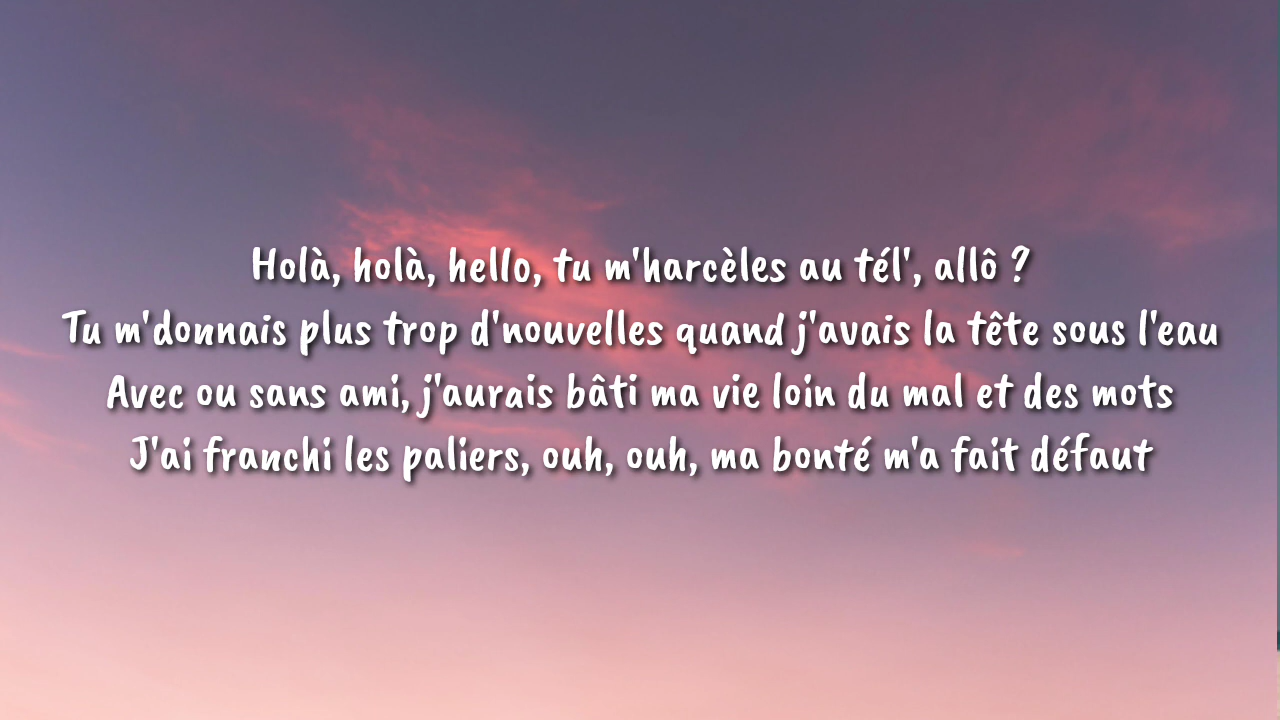 Holà, holà, hello, tu m'harcèles au tél', allô ?
Tu m'donnais plus trop d'nouvelles quand j'avais la tête sous l'eau
Avec ou sans ami, j'aurais bâti ma vie loin du mal et des mots
J'ai franchi les paliers, ouh, ouh, ma bonté m'a fait défaut